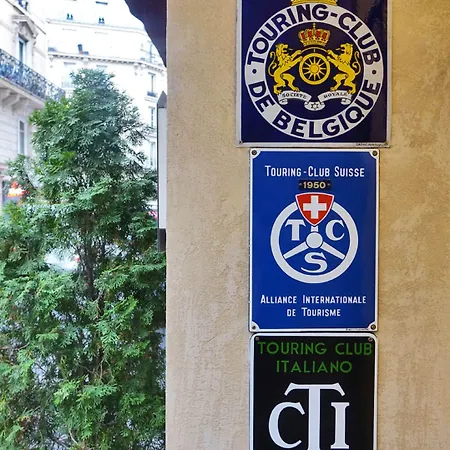 TOURING-CLUB
SOCIÉTÉ ROYALE
DE BELGIQUE
TOURING-CLUB SUISSE
1950
T C
S
ALLIANCE INTERNATIONALE
DE TOURISME
TOURING CLUB
ITALIANO
CTI